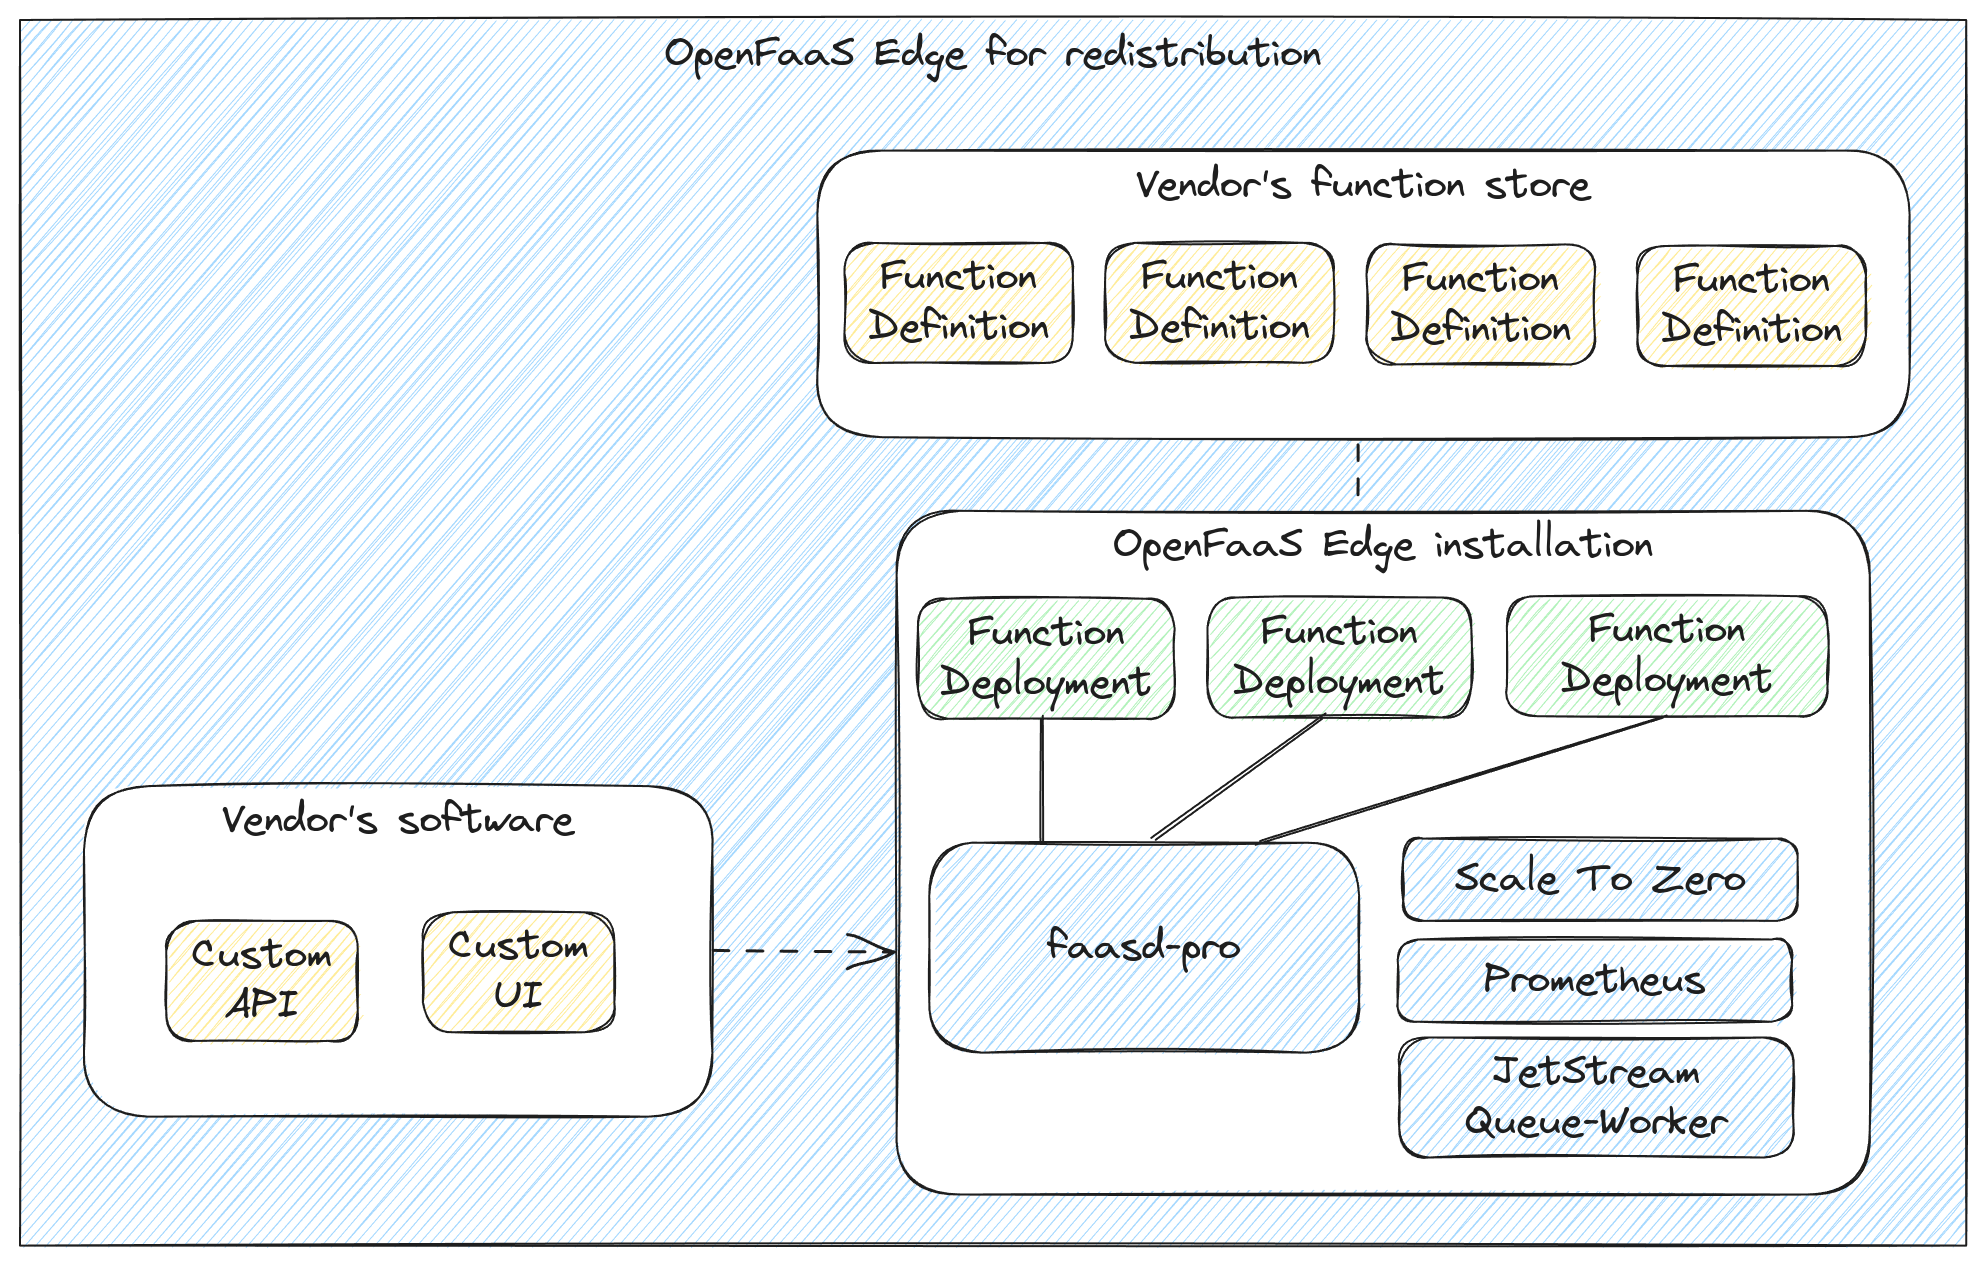 OpenFaaS Edge for redistribution
Vendor's function store
Function
Definition
Function
Definition
Function
Definition
Function
Definition
OpenFaaS Edge installation
Function
Deployment
Function
Deployment
Function
Deployment
Vendor's software
Custom
API
Custom
UI
faasd-pro
Scale To Zero
Prometheus
JetStream
Queue-Worker